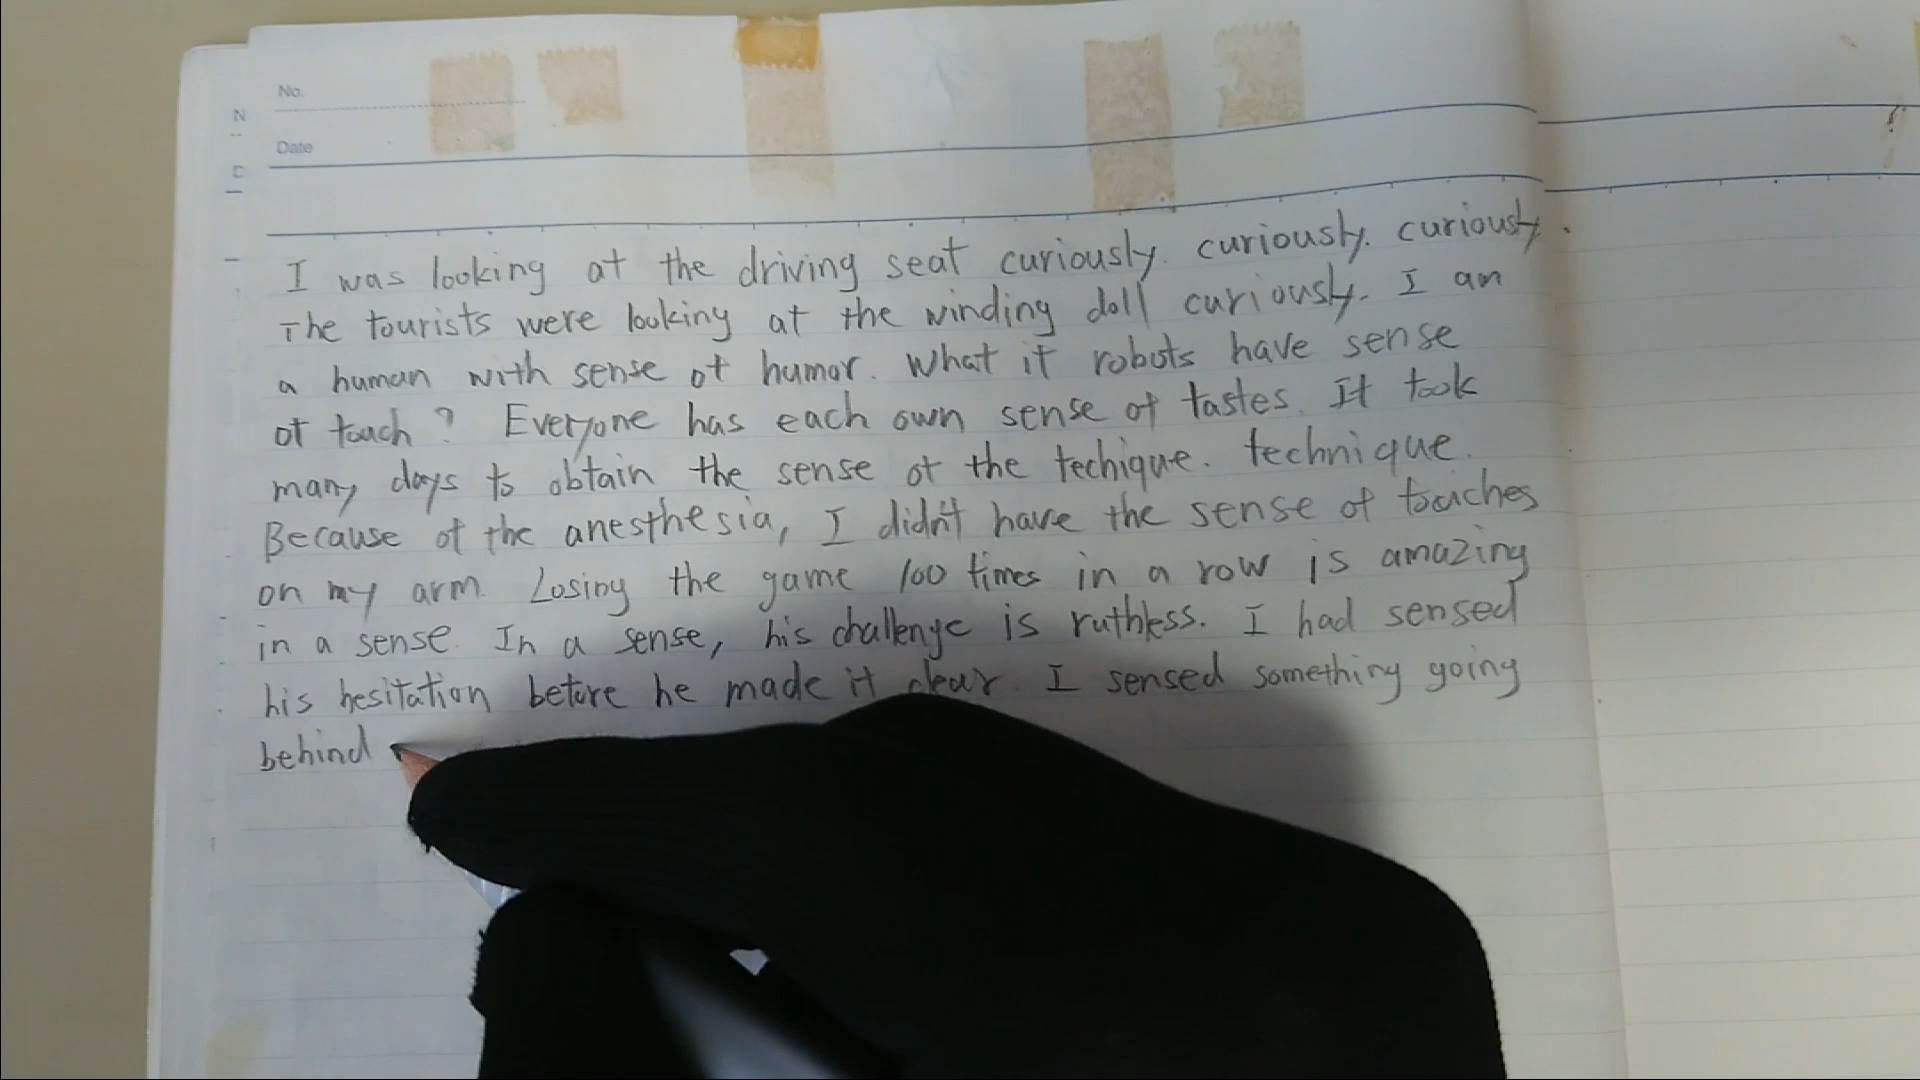 No.
Date
I was looking at the driving seat curiously. curiously. curiously.
The tourists were looking at the winding doll curiously. I am
a human with sense of humor. What if robots have sense
of touch? Everyone has each own sense of tastes. It took
many days to obtain the sense of the techique. technique.
Because of the anesthesia, I didn't have the sense of touches
on my arm. Losing the game 100 times in a row is amazing
in a sense. In a sense, his challenge is ruthless. I had sensed
his hesitation before he made it clear. I sensed something going
behind